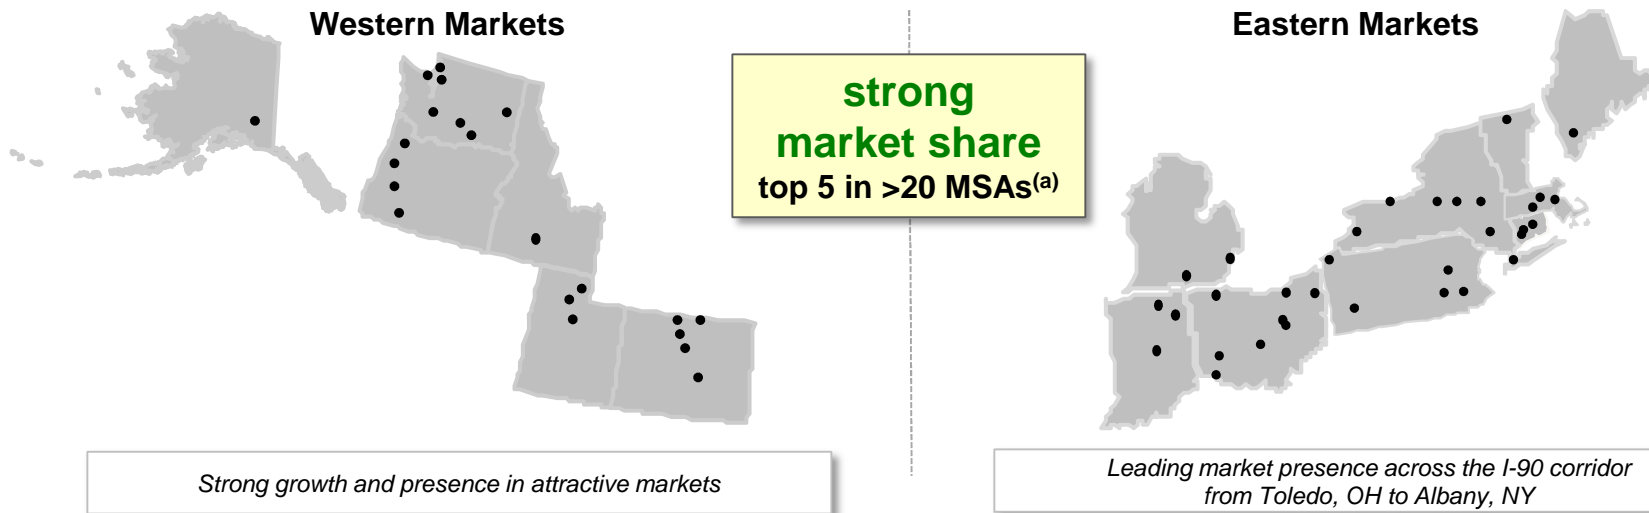 Western Markets
Eastern Markets
strong
market share
top 5 in >20 MSAs(a)
Strong growth and presence in attractive markets
Leading market presence across the I-90 corridor
from Toledo, OH to Albany, NY